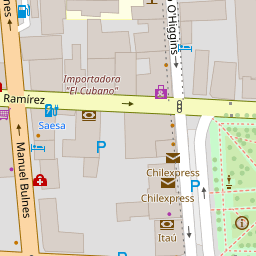 O'Higgins
Importadora
"El Cubano"
Ramírez
Saesa
P
Manuel Bulnes
Chilexpress
P
Chilexpress
Itaú
P